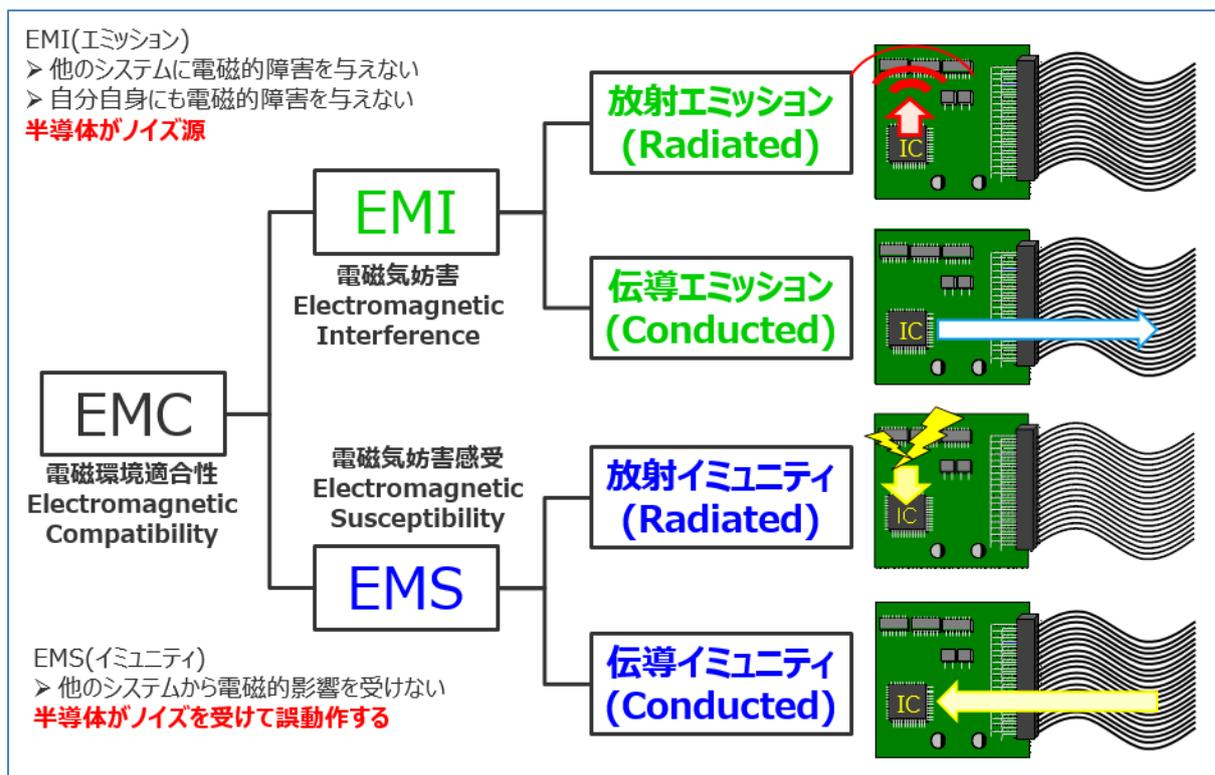 EMI(エミッション)
➢ 他のシステムに電磁的障害を与えない
➢ 自分自身にも電磁的障害を与えない
半導体がノイズ源
放射エミッション
(Radiated)
IC
EMI
電磁気妨害
Electromagnetic
Interference
伝導エミッション
(Conducted)
IC
EMC
電磁環境適合性
Electromagnetic
Compatibility
電磁気妨害感受
Electromagnetic
Susceptibility
EMS
放射イミュニティ
(Radiated)
IC
伝導イミュニティ
(Conducted)
IC
EMS(イミュニティ)
➢ 他のシステムから電磁的影響を受けない
半導体がノイズを受けて誤動作する